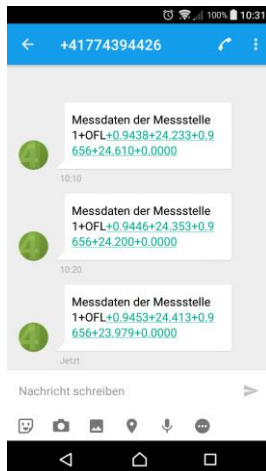 100% 10:31
+41774394426
Messdaten der Messstelle
1+OFL+0.9438+24.233+0.9
656+24.610+0.0000
4
10:10
Messdaten der Messstelle
1+OFL+0.9446+24.353+0.9
656+24.200+0.0000
4
10:20
Messdaten der Messstelle
1+OFL+0.9453+24.413+0.9
656+23.979+0.0000
4
Jetzt
Nachricht schreiben